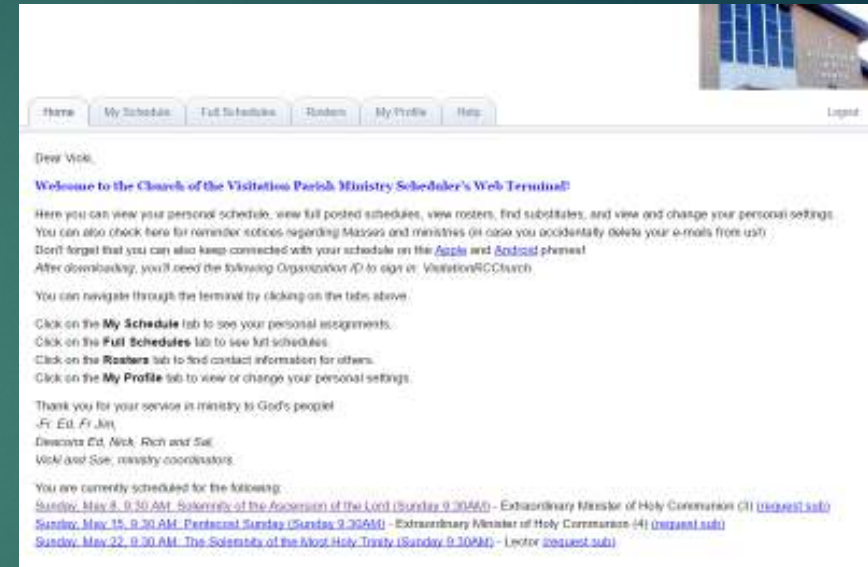 Home My Schedule Full Schedules Rosters My Profile Help Logout
Dear Vicki,
Welcome to the Church of the Visitation Parish Ministry Scheduler's Web Terminal!
Here you can view your personal schedule, view full posted schedules, view rosters, find substitutes, and view and change your personal settings.
You can also check here for reminder notices regarding Masses and ministries (in case you accidentally delete your e-mails from us!)
Don't forget that you can also keep connected with your schedule on the Apple and Android phones!
After downloading, you'll need the following Organization ID to sign in: VisitationRCChurch
You can navigate through the terminal by clicking on the tabs above.
Click on the My Schedule tab to see your personal assignments.
Click on the Full Schedules tab to see full schedules.
Click on the Rosters tab to find contact information for others.
Click on the My Profile tab to view or change your personal settings.
Thank you for your service in ministry to God's people!
-Fr. Ed, Fr Jim,
Deacons Ed, Nick, Rich and Sal,
Vicki and Sue, ministry coordinators.
You are currently scheduled for the following:
Sunday, May 8, 9:30 AM: Solemnity of the Ascension of the Lord (Sunday 9:30AM) - Extraordinary Minister of Holy Communion (3) (request sub)
Sunday, May 15, 9:30 AM: Pentecost Sunday (Sunday 9:30AM) - Extraordinary Minister of Holy Communion (4) (request sub)
Sunday, May 22, 9:30 AM: The Solemnity of the Most Holy Trinity (Sunday 9:30AM) - Lector (request sub)